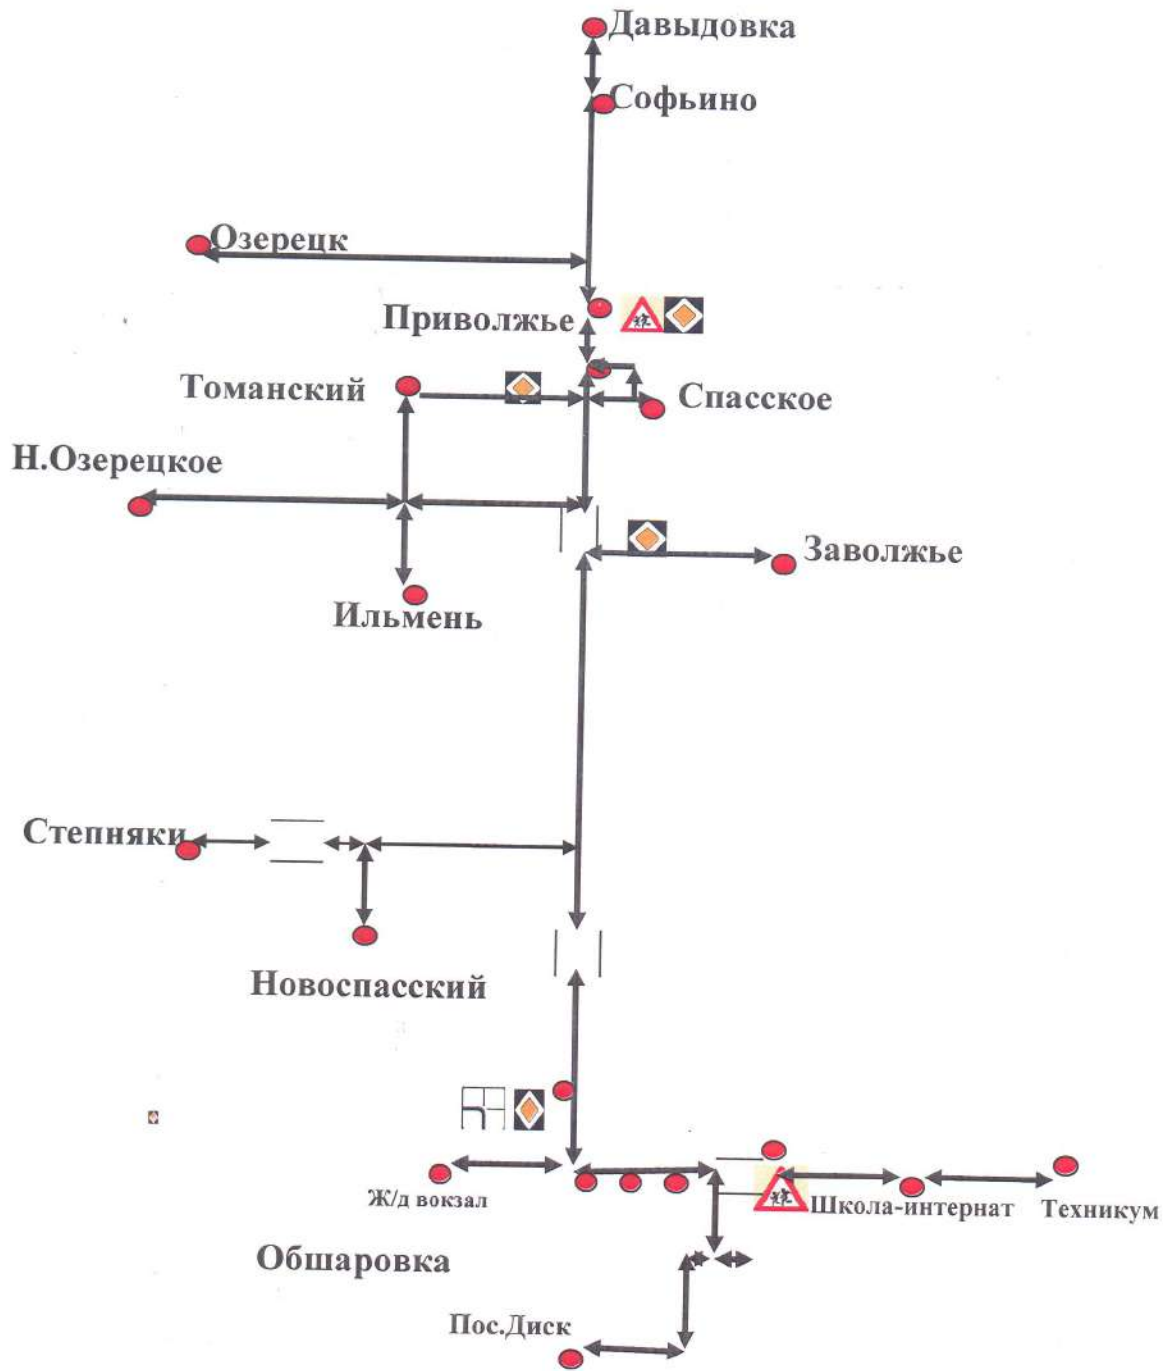 Давыдовка
Софьино
Озерецк
Приволжье
Томанский
Спасское
Н.Озерецкое
Заволжье
Ильмень
Степняки
Новоспасский
Ж/д вокзал
Школа-интернат
Техникум
Обшаровка
Пос.Диск